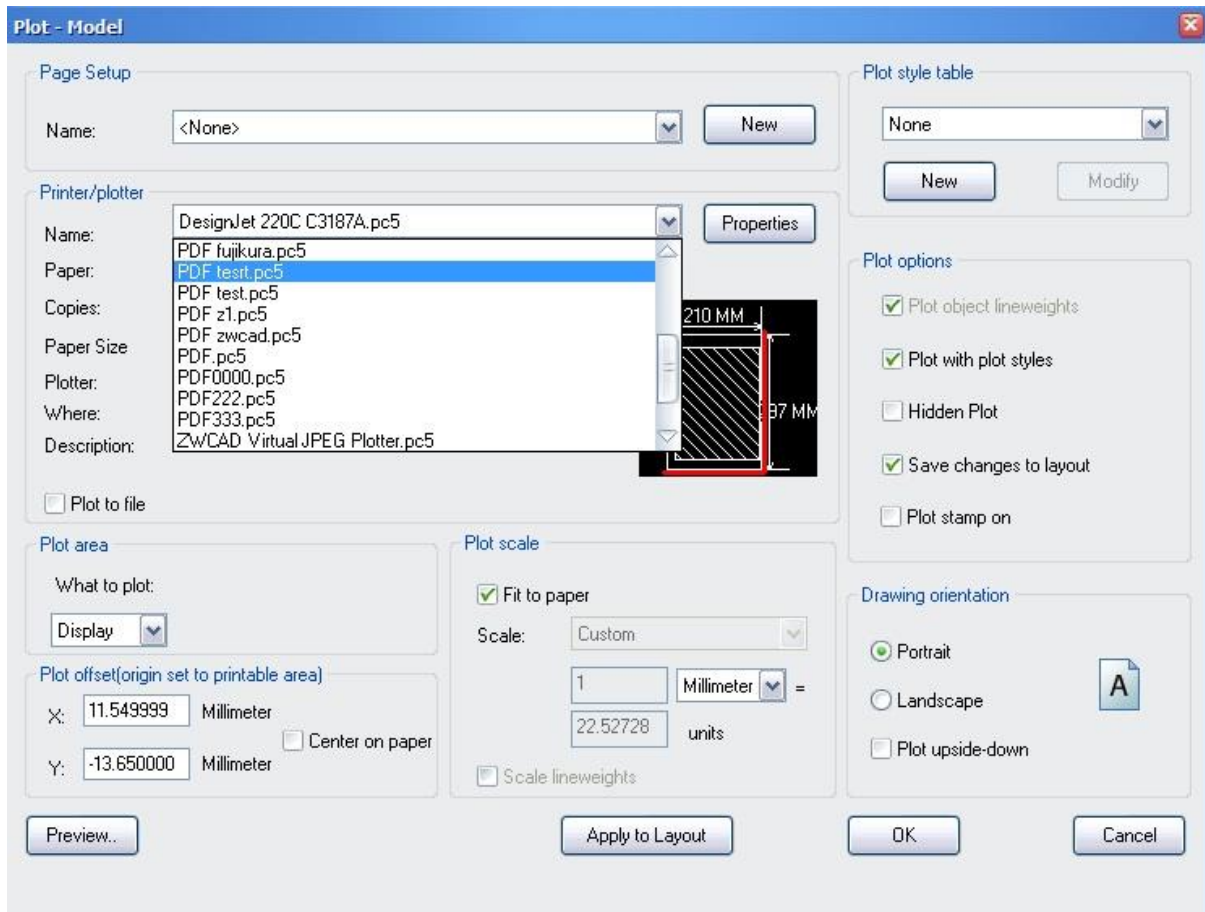 Plot - Model
Page Setup
Name:
<None>
New
Plot style table
None
New
Modify
Printer/plotter
Name:
DesignJet 220C C3187A.pc5
Properties
PDF fujikura.pc5
PDF tesrt.pc5
PDF test.pc5
PDF z1.pc5
PDF zwcad.pc5
PDF.pc5
PDF0000.pc5
PDF222.pc5
PDF333.pc5
ZWCAD Virtual JPEG Plotter.pc5
Paper:
Copies:
Paper Size
Plotter:
Where:
Description:
210 MM
97 MM
Plot to file
Plot options
Plot object lineweights
Plot with plot styles
Hidden Plot
Save changes to layout
Plot stamp on
Plot area
What to plot:
Display
Plot offset(origin set to printable area)
X:
11.549999
Millimeter
Center on paper
Y:
-13.650000
Millimeter
Plot scale
Fit to paper
Scale:
Custom
1
Millimeter
=
22.52728
units
Scale lineweights
Drawing orientation
Portrait
Landscape
Plot upside-down
A
Preview..
Apply to Layout
OK
Cancel